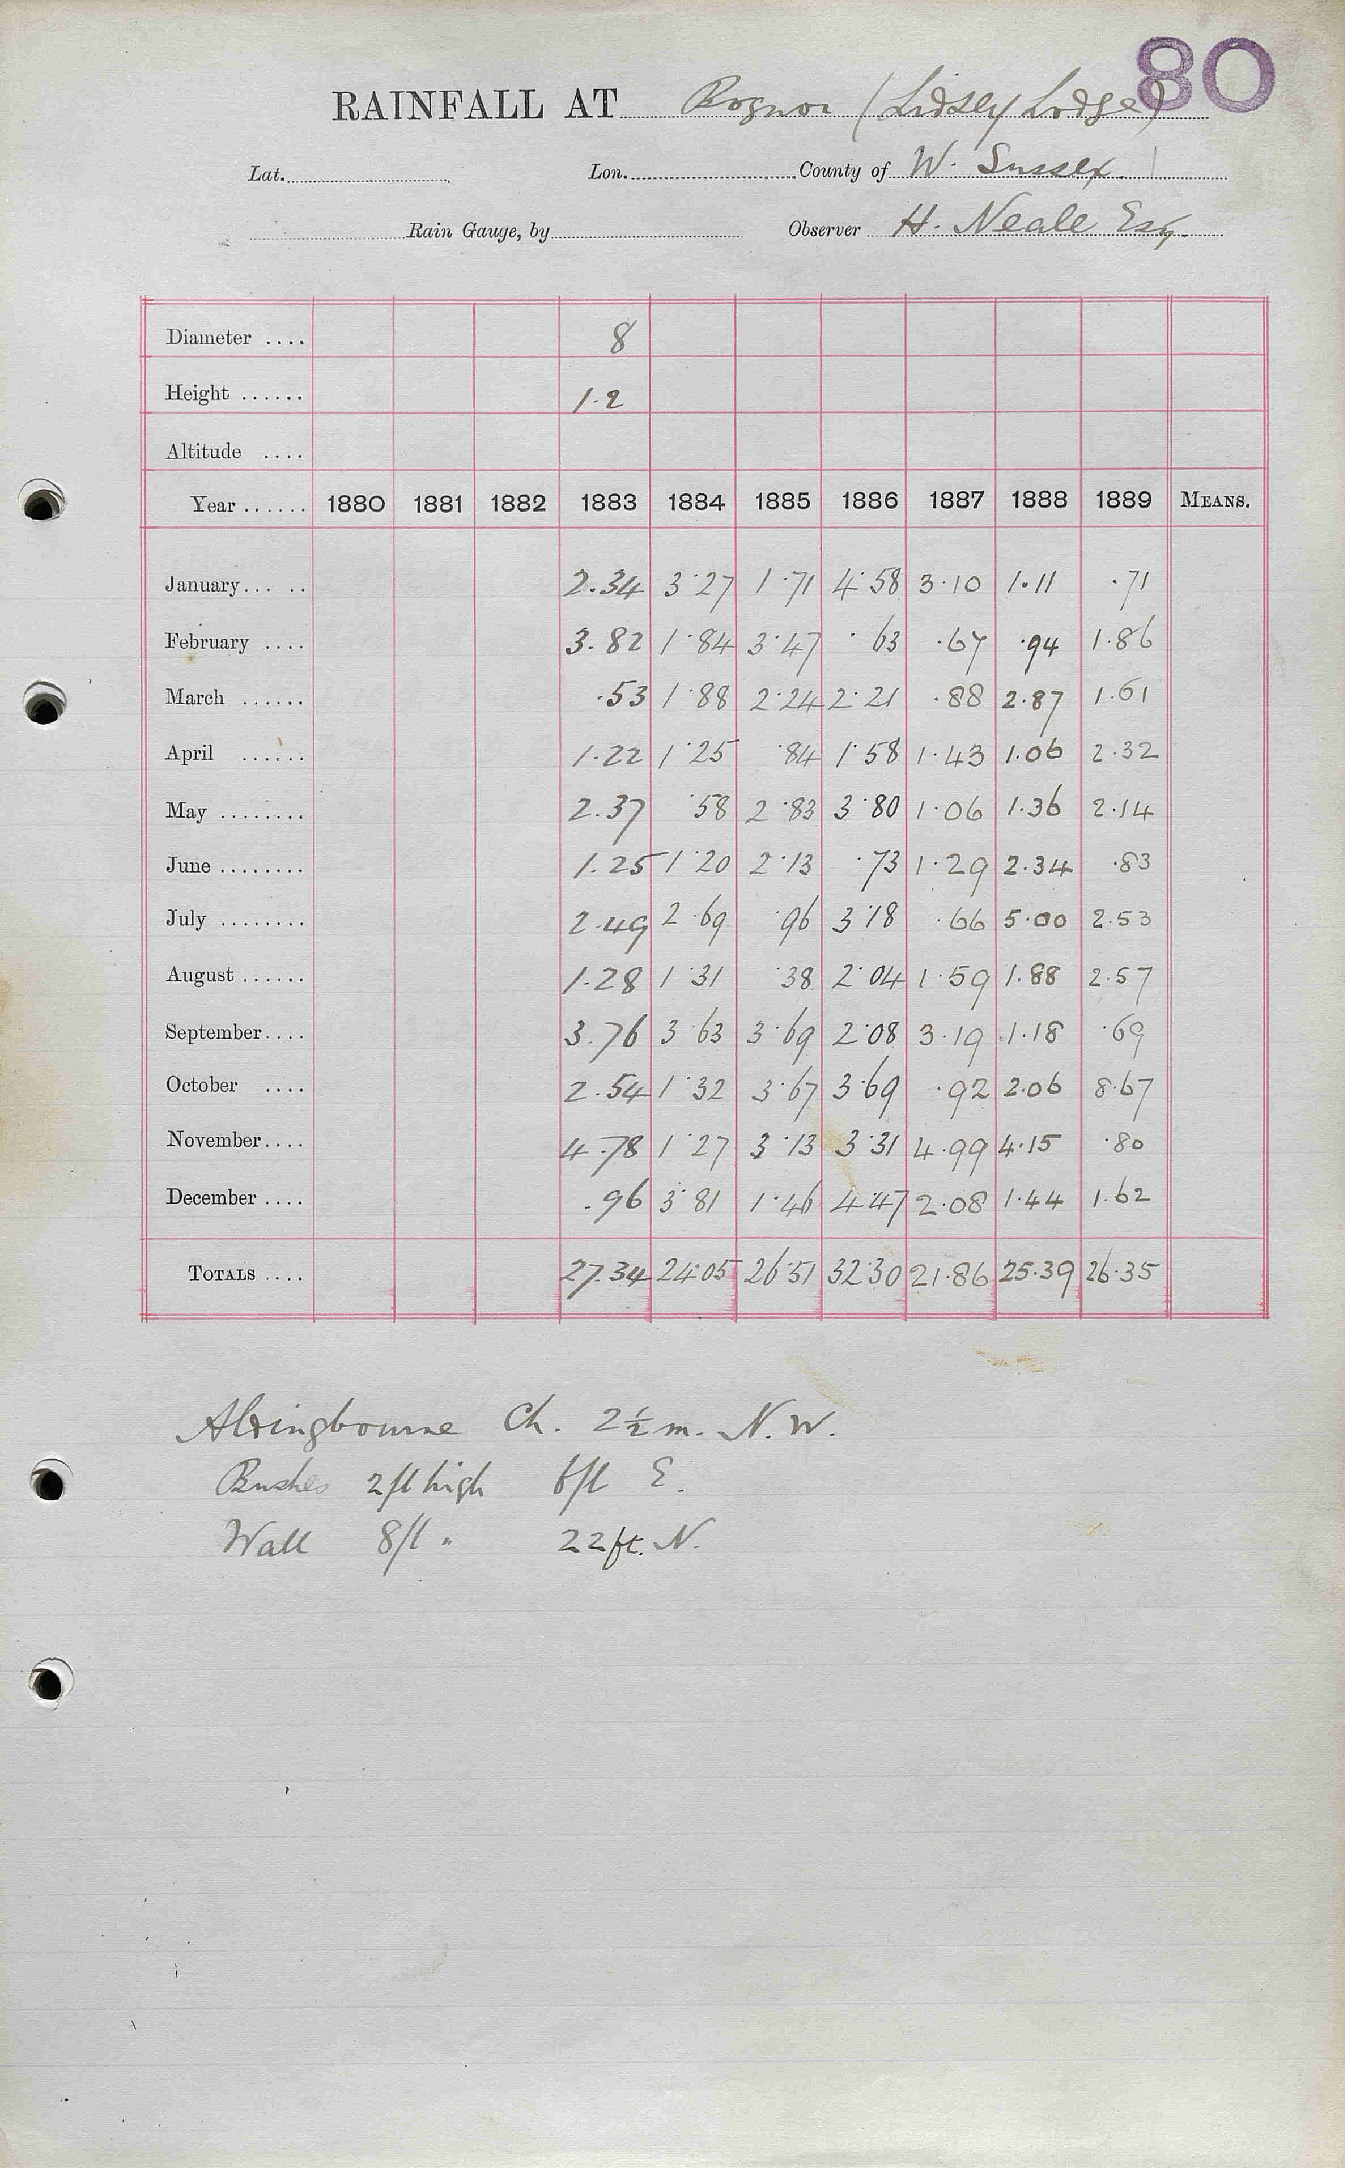 80
RAINFALL AT Bognor (Lidsey Lodge)
Lat. Lon. County of W. Sussex.
Rain Gauge, by Observer H. Neale Esq.
Diameter .... 8
Height ...... 1.2
Altitude ....
Year ...... 1880 1881 1882 1883 1884 1885 1886 1887 1888 1889 MEANS.
January... .. 2.34 3.27 1.71 4.58 3.10 1.11 .71
February .... 3.82 1.84 3.47 .63 .67 .94 1.86
March ...... .53 1.88 2.24 2.21 .88 2.87 1.61
April ...... 1.22 1.25 .84 1.58 1.43 1.06 2.32
May ........ 2.37 .58 2.83 3.80 1.06 1.36 2.14
June ........ 1.25 1.20 2.13 .73 1.29 2.34 .83
July ........ 2.49 2.69 .96 3.18 .66 5.00 2.53
August ...... 1.28 1.31 .38 2.04 1.59 1.88 2.57
September.... 3.76 3.63 3.69 2.08 3.19 1.18 .69
October .... 2.54 1.32 3.67 3.69 .92 2.06 8.67
November.... 4.78 1.27 3.13 3.31 4.99 4.15 .80
December .... .96 3.81 1.46 4.47 2.08 1.44 1.62
TOTALS .... 27.34 24.05 26.51 32.30 21.86 25.39 26.35
Aldingbourne Ch. 2½ m. N.W.
Bushes 2ft high 6ft E.
Wall 8ft " 22ft. N.